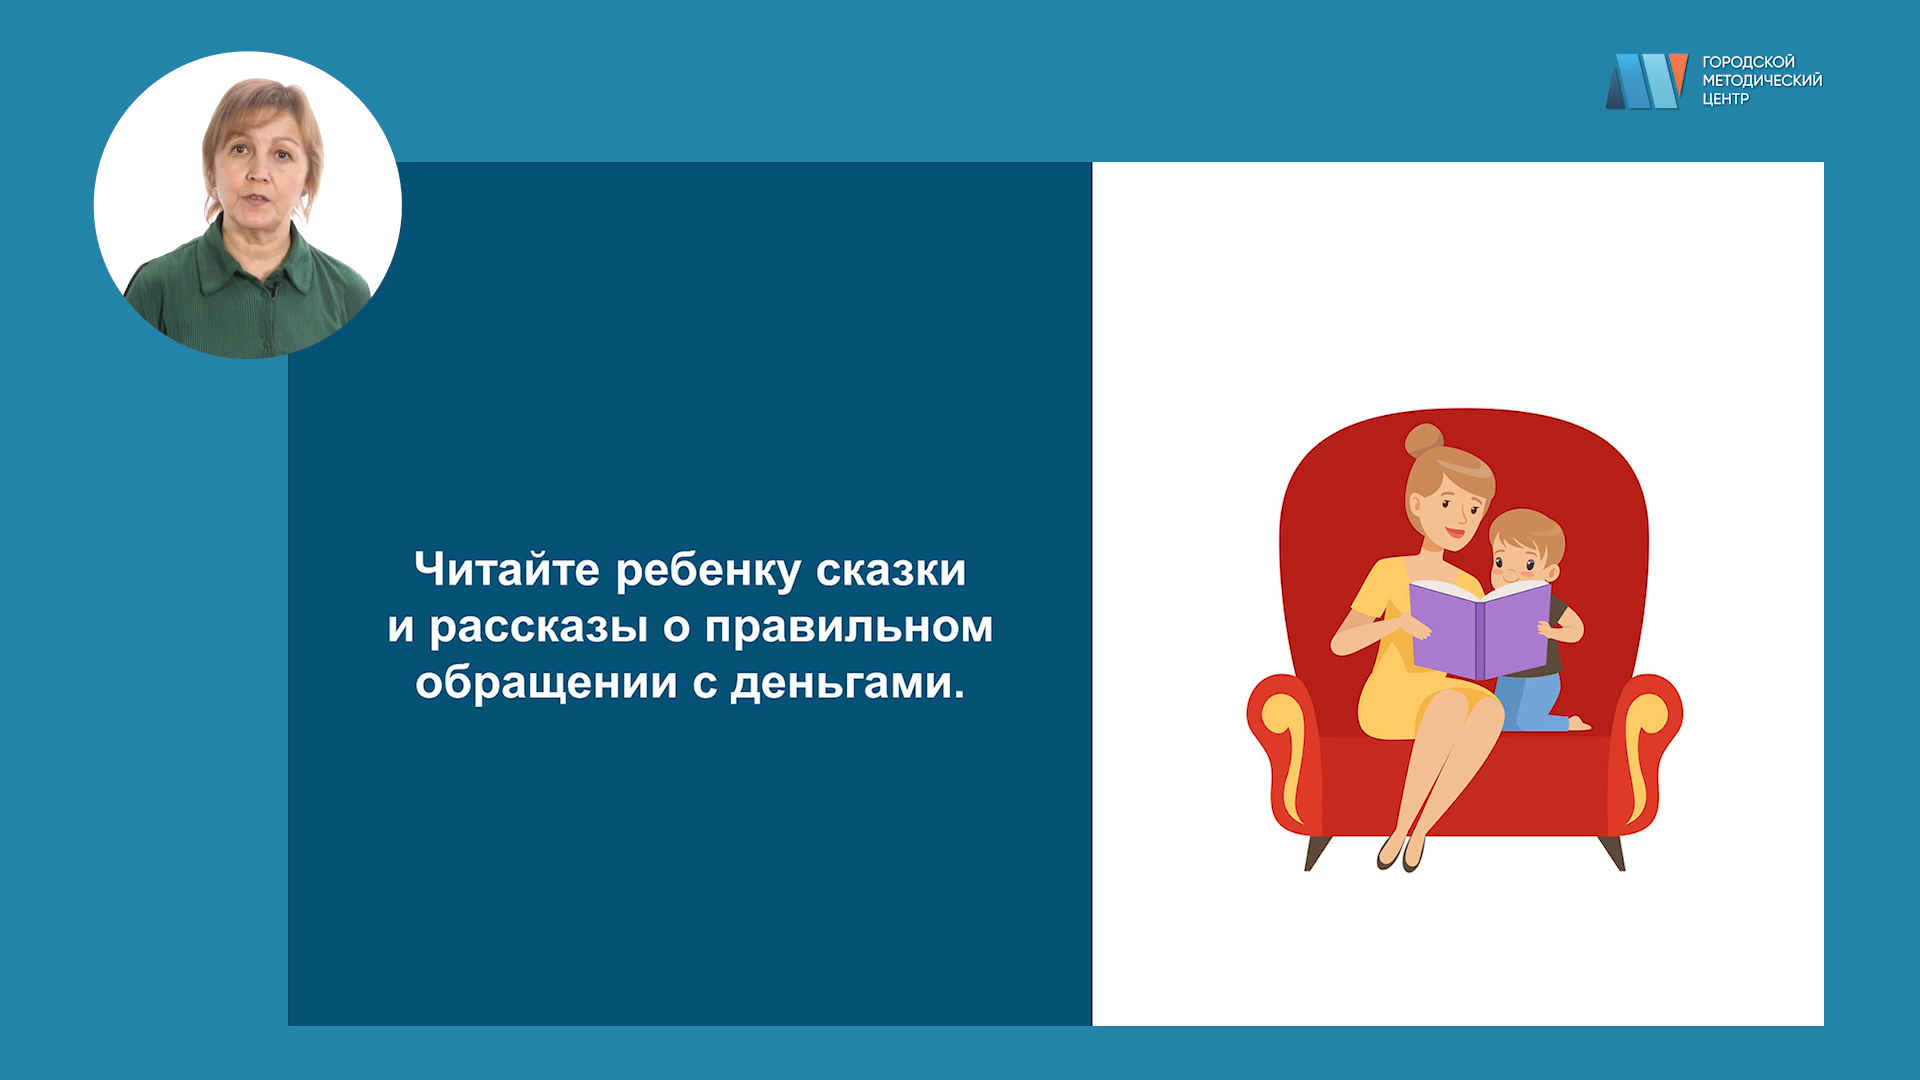 ГОРОДСКОЙ
МЕТОДИЧЕСКИЙ
ЦЕНТР
Читайте ребенку сказки
и рассказы о правильном
обращении с деньгами.